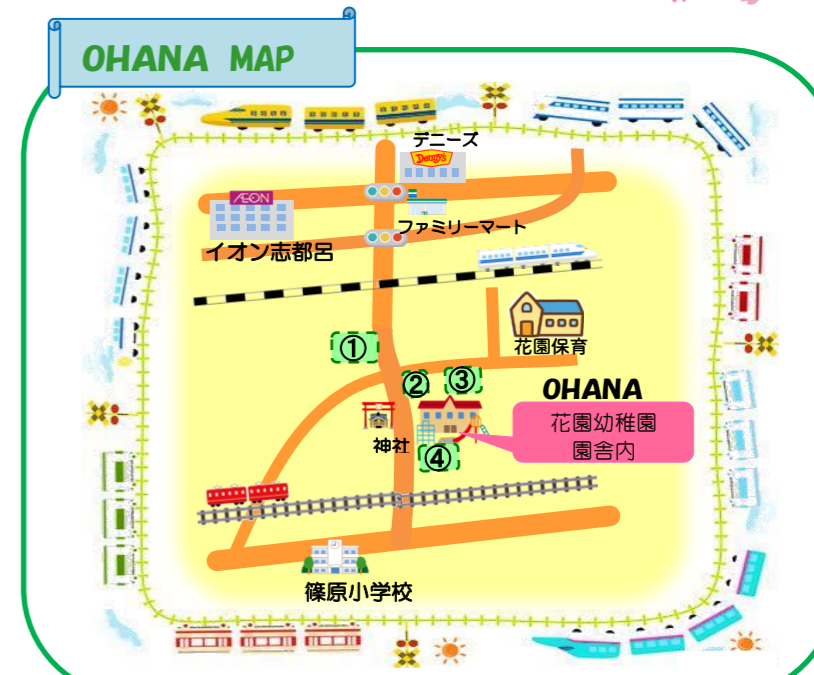 OHANA MAP
デニーズ
Denny's
ÆON
ファミリーマート
イオン志都呂
花園保育
①
②
③
OHANA
花園幼稚園
園舎内
神社
④
篠原小学校